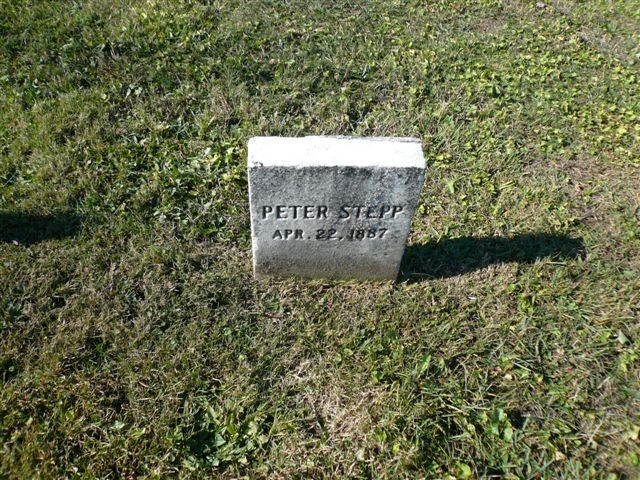 PETER STEPP
APR. 22, 1887